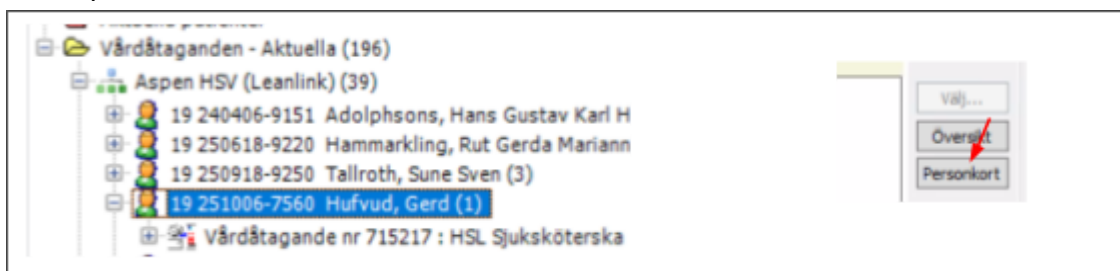 Vårdåtaganden - Aktuella (196)
Aspen HSV (Leanlink) (39)
19 240406-9151 Adolphsons, Hans Gustav Karl H
19 250618-9220 Hammarkling, Rut Gerda Mariann
19 250918-9250 Tallroth, Sune Sven (3)
19 251006-7560 Hufvud, Gerd (1)
Vårdåtagande nr 715217 : HSL Sjuksköterska
Välj...
Översikt
Personkort